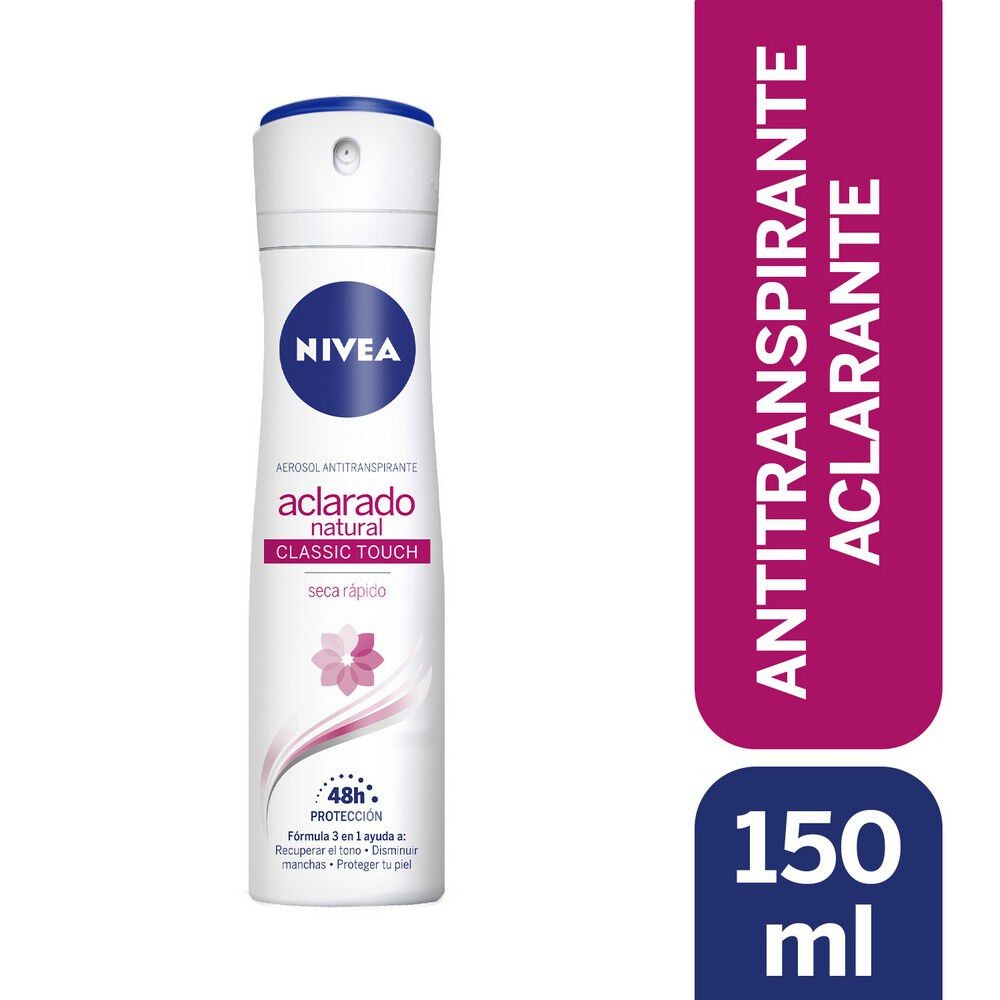 NIVEA
AEROSOL ANTITRANSPIRANTE
aclarado
natural
CLASSIC TOUCH
seca rápido
48h
PROTECCIÓN
Fórmula 3 en 1 ayuda a:
Recuperar el tono • Disminuir
manchas • Proteger tu piel
ANTITRANSPIRANTE
ACLARANTE
150
ml